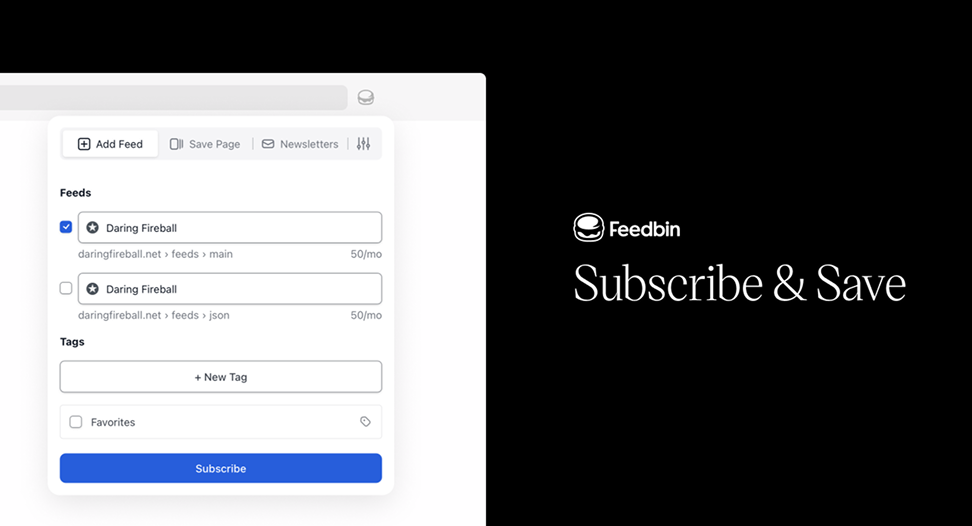 Add Feed
Save Page
Newsletters
Feeds
Daring Fireball
daringfireball.net › feeds › main 50/mo
Daring Fireball
daringfireball.net › feeds › json 50/mo
Tags
+ New Tag
Favorites
Subscribe
Feedbin
Subscribe & Save